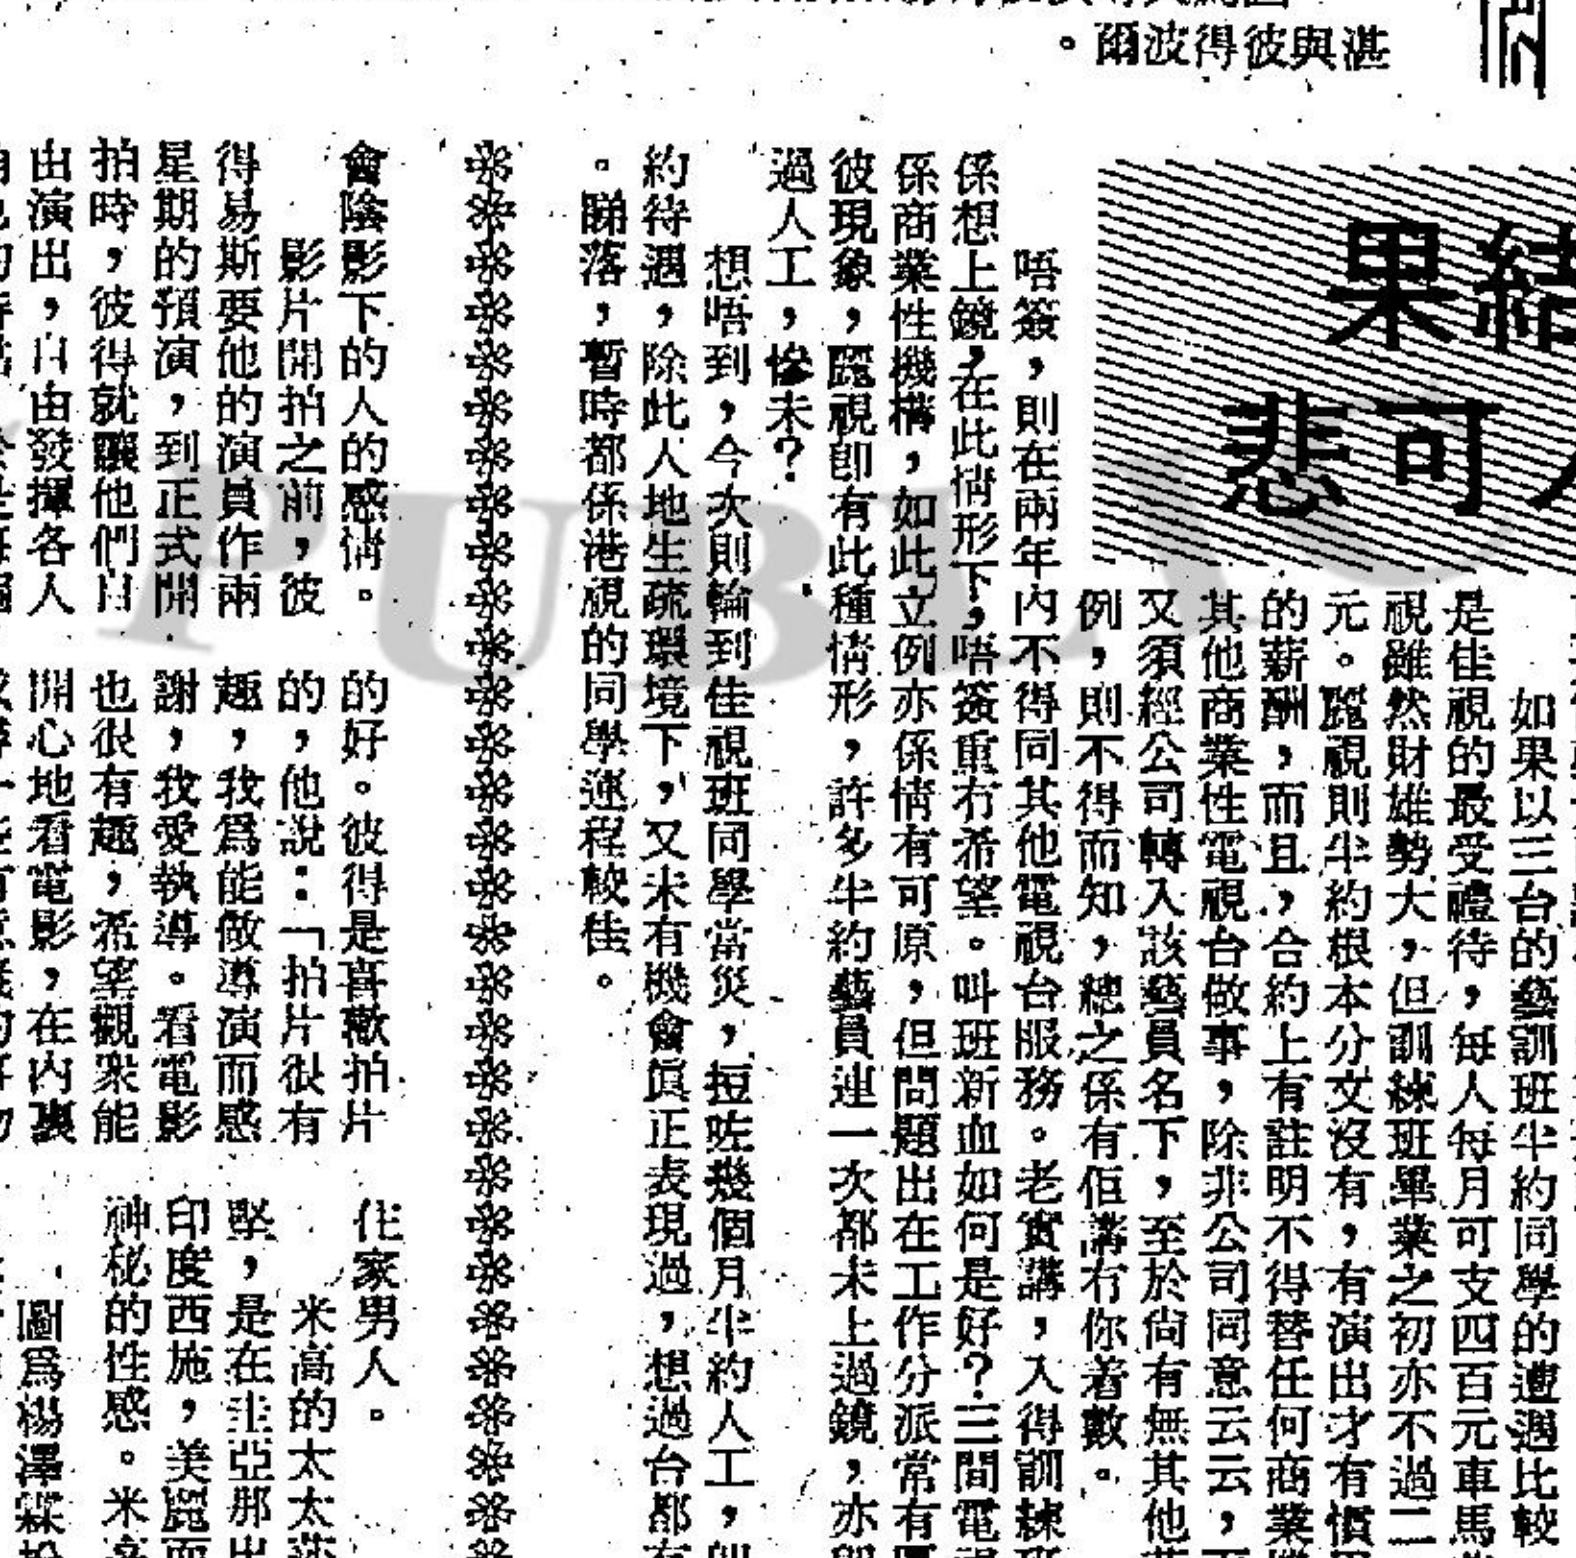 湛與彼得波爾。
結果
人可悲
如果以三台的藝訓班半約同學的遭遇比較
是佳視的最受禮待，每人每月可支四百元車馬
視雖然財雄勢大，但訓練班畢業之初亦不過二
元。麗視則半約根本分文沒有，有演出才有慣
的薪酬，而且，合約上有註明不得替任何商業機
其他商業性電視台做事，除非公司同意云云，
又須經公司轉入該藝員名下，至於尚有無其他
例，則不得而知，總之係有佢講冇你着數。
唔簽，則在兩年內不得同其他電視台服務。老實講，入得訓練班
係想上鏡，在此情形下，唔簽重冇希望。叫班新血如何是好？三間電視
係商業性機構，如此立例亦係情有可原，但問題出在工作分派常有
彼現象，麗視即有此種情形，許多半約藝員連一次都未上過鏡，亦
過人工，慘未？
想唔到，今次則輪到佳視班同學當災，短咗幾個月半約人工，
約待遇，除此人地生疏環境下，又未有機會真正表現過，想過台都有
。睇落，暫時都係港視的同學運程較佳。
會陰影下的人的感情。
影片開拍之前，彼
得易斯要他的演員作兩
星期的預演，到正式開
拍時，彼得就讓他們自
由演出，自由發揮各人
的好。彼得是喜歡拍片
的，他說：「拍片很有
趣，我爲能做導演而感
謝，我愛執導。看電影
也很有趣，希望觀衆能
開心地看電影，在內裏
住家男人。
米高的太太莎
堅，是在圭亞那出
印度西施，美麗而
神秘的性感。米高
圖爲楊澤霖